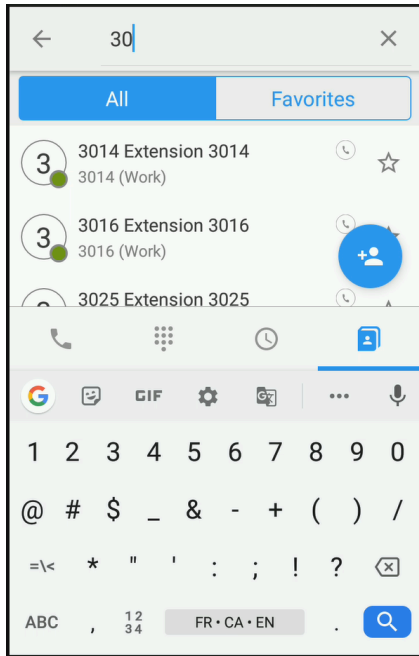 30
All Favorites
3 3014 Extension 3014
3014 (Work)
3 3016 Extension 3016
3016 (Work)
3025 Extension 3025
G GIF G
1 2 3 4 5 6 7 8 9 0
@ # $ _ & - + ( ) /
=\< * " ' : ; ! ? 
ABC , 12 34 FR • CA • EN .